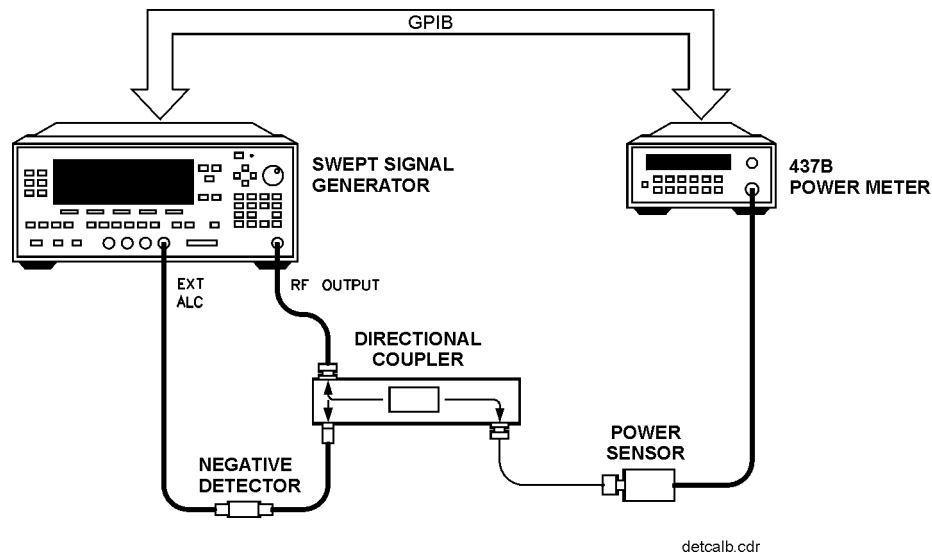 GPIB
SWEPT SIGNAL
GENERATOR
437B
POWER METER
EXT
ALC
RF OUTPUT
DIRECTIONAL
COUPLER
POWER
SENSOR
NEGATIVE
DETECTOR
detcalb.cdr